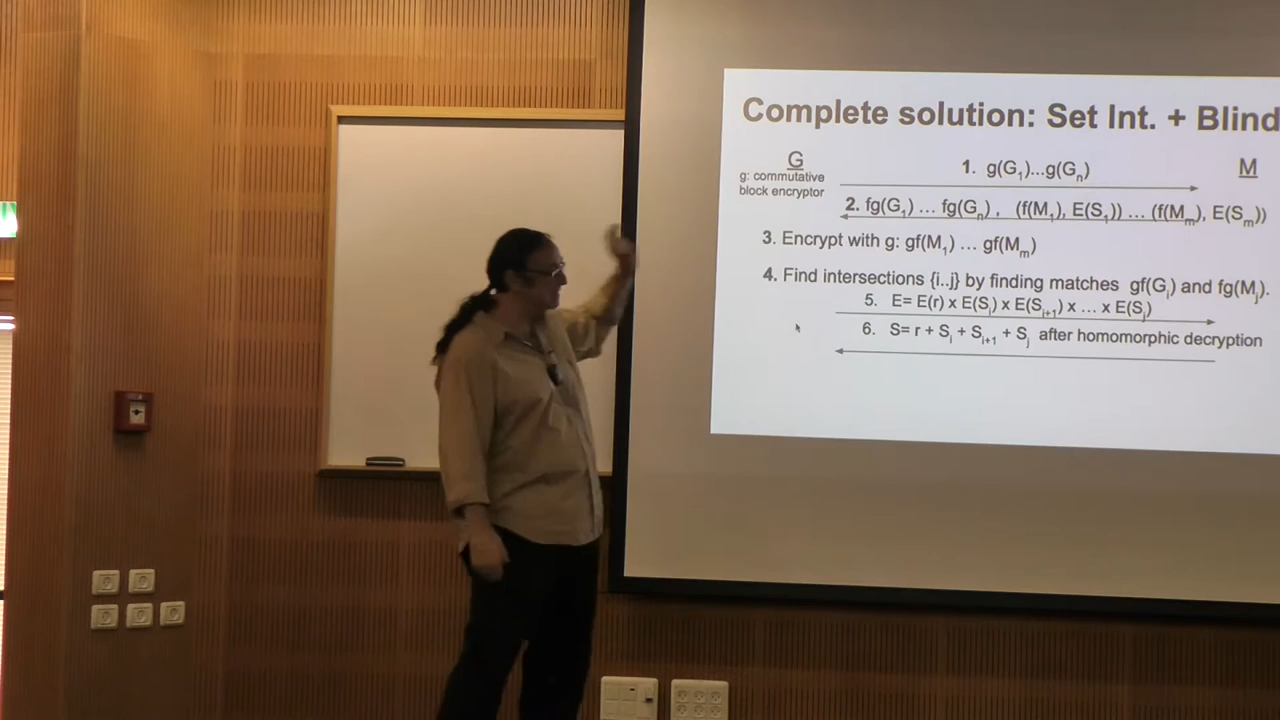 Complete solution: Set Int. + Blind
G
M
g: commutative
block encryptor
1. g(G₁)...g(Gₙ)
2. fg(G₁) ... fg(Gₙ) , (f(M₁), E(S₁)) ... (f(Mₘ), E(Sₘ))
3. Encrypt with g: gf(M₁) ... gf(Mₘ)
4. Find intersections {i..j} by finding matches gf(Gᵢ) and fg(Mⱼ).
5. E= E(r) x E(Sᵢ) x E(Sᵢ₊₁) x ... x E(Sⱼ)
6. S= r + Sᵢ + Sᵢ₊₁ + Sⱼ after homomorphic decryption